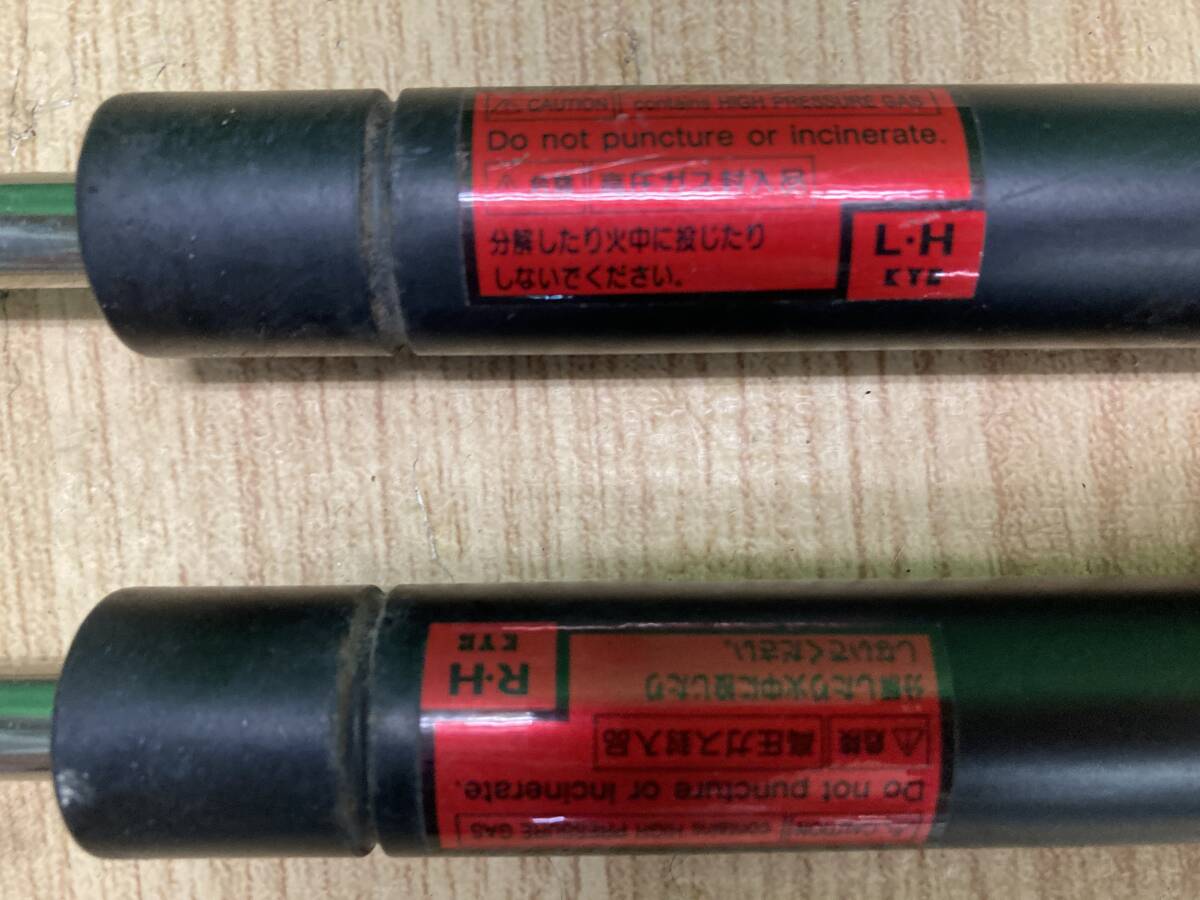 ⚠ CAUTION contains HIGH PRESSURE GAS
Do not puncture or incinerate.
⚠ 危険 高圧ガス封入品
分解したり火中に投じたり
しないでください。
L・H
KYB
⚠ CAUTION contains HIGH PRESSURE GAS
Do not puncture or incinerate.
⚠ 危険 高圧ガス封入品
分解したり火中に投じたり
しないでください。
R・H
KYB